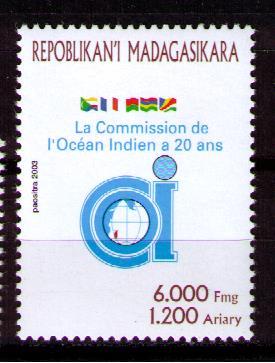 REPOBLIKAN'I MADAGASIKARA
La Commission de
l'Océan Indien a 20 ans
paositra 2003
6.000 Fmg
1.200 Ariary